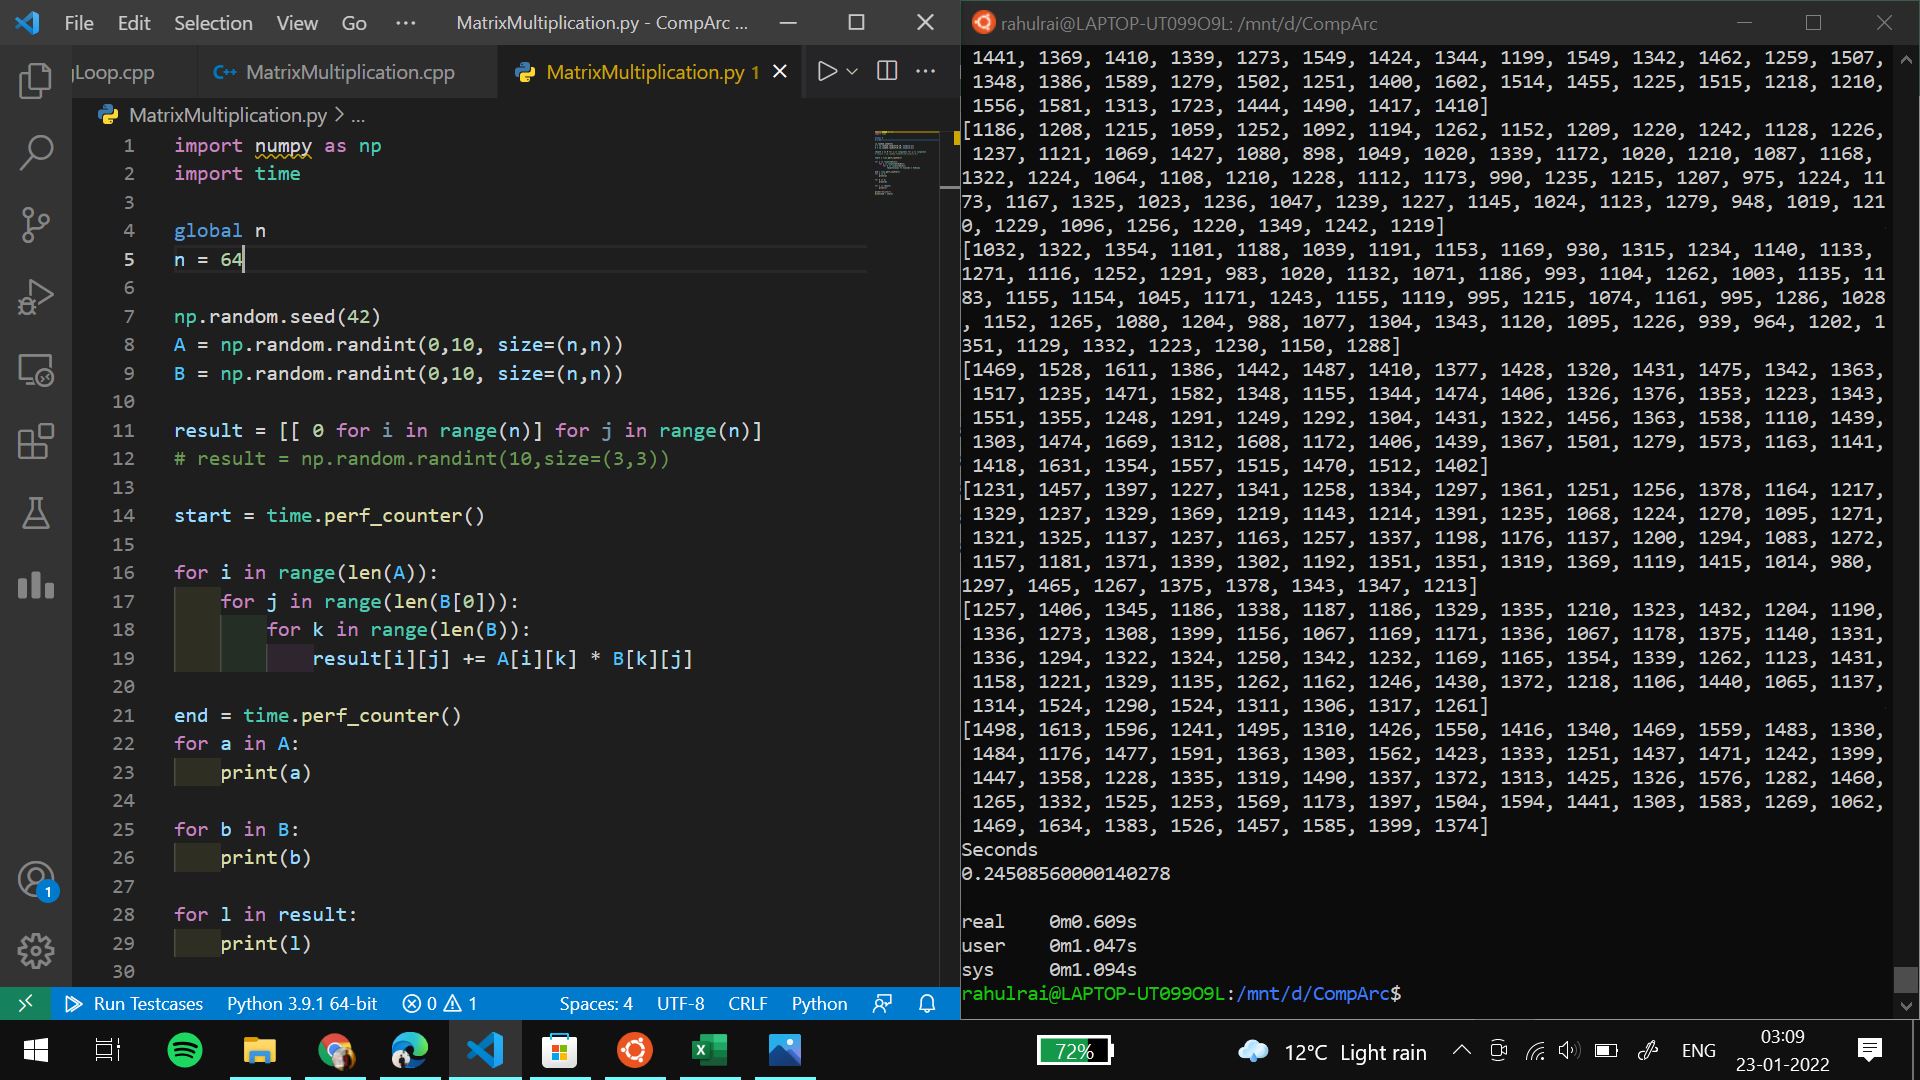 File Edit Selection View Go ··· MatrixMultiplication.py - CompArc ...
gLoop.cpp MatrixMultiplication.cpp MatrixMultiplication.py 1
MatrixMultiplication.py > ...
1 import numpy as np
2 import time
3
4 global n
5 n = 64
6
7 np.random.seed(42)
8 A = np.random.randint(0,10, size=(n,n))
9 B = np.random.randint(0,10, size=(n,n))
10
11 result = [[ 0 for i in range(n)] for j in range(n)]
12 # result = np.random.randint(10,size=(3,3))
13
14 start = time.perf_counter()
15
16 for i in range(len(A)):
17 for j in range(len(B[0])):
18 for k in range(len(B)):
19 result[i][j] += A[i][k] * B[k][j]
20
21 end = time.perf_counter()
22 for a in A:
23 print(a)
24
25 for b in B:
26 print(b)
27
28 for l in result:
29 print(l)
30
1
Run Testcases Python 3.9.1 64-bit 0 1 Spaces: 4 UTF-8 CRLF Python
rahulrai@LAPTOP-UT099O9L: /mnt/d/CompArc
1441, 1369, 1410, 1339, 1273, 1549, 1424, 1344, 1199, 1549, 1342, 1462, 1259, 1507,
1348, 1386, 1589, 1279, 1502, 1251, 1400, 1602, 1514, 1455, 1225, 1515, 1218, 1210,
1556, 1581, 1313, 1723, 1444, 1490, 1417, 1410]
[1186, 1208, 1215, 1059, 1252, 1092, 1194, 1262, 1152, 1209, 1220, 1242, 1128, 1226,
1237, 1121, 1069, 1427, 1080, 898, 1049, 1020, 1339, 1172, 1020, 1210, 1087, 1168,
1322, 1224, 1064, 1108, 1210, 1228, 1112, 1173, 990, 1235, 1215, 1207, 975, 1224, 11
73, 1167, 1325, 1023, 1236, 1047, 1239, 1227, 1145, 1024, 1123, 1279, 948, 1019, 121
0, 1229, 1096, 1256, 1220, 1349, 1242, 1219]
[1032, 1322, 1354, 1101, 1188, 1039, 1191, 1153, 1169, 930, 1315, 1234, 1140, 1133,
1271, 1116, 1252, 1291, 983, 1020, 1132, 1071, 1186, 993, 1104, 1262, 1003, 1135, 11
83, 1155, 1154, 1045, 1171, 1243, 1155, 1119, 995, 1215, 1074, 1161, 995, 1286, 1028
, 1152, 1265, 1080, 1204, 988, 1077, 1304, 1343, 1120, 1095, 1226, 939, 964, 1202, 1
351, 1129, 1332, 1223, 1230, 1150, 1288]
[1469, 1528, 1611, 1386, 1442, 1487, 1410, 1377, 1428, 1320, 1431, 1475, 1342, 1363,
1517, 1235, 1471, 1582, 1348, 1155, 1344, 1474, 1406, 1326, 1376, 1353, 1223, 1343,
1551, 1355, 1248, 1291, 1249, 1292, 1304, 1431, 1322, 1456, 1363, 1538, 1110, 1439,
1303, 1474, 1669, 1312, 1608, 1172, 1406, 1439, 1367, 1501, 1279, 1573, 1163, 1141,
1418, 1631, 1354, 1557, 1515, 1470, 1512, 1402]
[1231, 1457, 1397, 1227, 1341, 1258, 1334, 1297, 1361, 1251, 1256, 1378, 1164, 1217,
1329, 1237, 1329, 1369, 1219, 1143, 1214, 1391, 1235, 1068, 1224, 1270, 1095, 1271,
1321, 1325, 1137, 1237, 1163, 1257, 1337, 1198, 1176, 1137, 1200, 1294, 1083, 1272,
1157, 1181, 1371, 1339, 1302, 1192, 1351, 1351, 1319, 1369, 1119, 1415, 1014, 980,
1297, 1465, 1267, 1375, 1378, 1343, 1347, 1213]
[1257, 1406, 1345, 1186, 1338, 1187, 1186, 1329, 1335, 1210, 1323, 1432, 1204, 1190,
1336, 1273, 1308, 1399, 1156, 1067, 1169, 1171, 1336, 1067, 1178, 1375, 1140, 1331,
1336, 1294, 1322, 1324, 1250, 1342, 1232, 1169, 1165, 1354, 1339, 1262, 1123, 1431,
1158, 1221, 1329, 1135, 1262, 1162, 1246, 1430, 1372, 1218, 1106, 1440, 1065, 1137,
1314, 1524, 1290, 1524, 1311, 1306, 1317, 1261]
[1498, 1613, 1596, 1241, 1495, 1310, 1426, 1550, 1416, 1340, 1469, 1559, 1483, 1330,
1484, 1176, 1477, 1591, 1363, 1303, 1562, 1423, 1333, 1251, 1437, 1471, 1242, 1399,
1447, 1358, 1228, 1335, 1319, 1490, 1337, 1372, 1313, 1425, 1326, 1576, 1282, 1460,
1265, 1332, 1525, 1253, 1569, 1173, 1397, 1504, 1594, 1441, 1303, 1583, 1269, 1062,
1469, 1634, 1383, 1526, 1457, 1585, 1399, 1374]
Seconds
0.24508560000140278
real 0m0.609s
user 0m1.047s
sys 0m1.094s
rahulrai@LAPTOP-UT099O9L:/mnt/d/CompArc$
72% 12°C Light rain ENG 03:09
23-01-2022